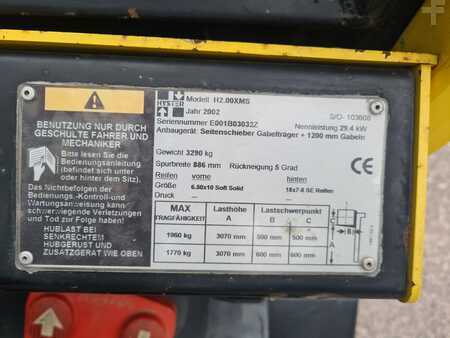 BENUTZUNG NUR DURCH
GESCHULTE FAHRER UND
MECHANIKER
Bitte lesen Sie die
Bedienungsanleitung
(befindet sich unter
oder hinter dem Sitz)
Das Nichtbefolgen der
Bedienungs-, Kontroll-und
Wartungsanweisung kann
schwerwiegende Verletzungen
und Tod zur Folge haben!
HUBLAST BEI
SENKRECHTEM
HUBGERUST UND
ZUSATZGERAT WIE OBEN
HYSTER
Modell H2.00XMS
Jahr 2002 S/O- 103608
Seriennummer E001B03033Z Nennleistung 29.4 kW
Anbaugerät: Seitenschieber Gabelträger + 1200 mm Gabeln
Gewicht 3290 kg
Spurbreite 886 mm Rückneigung 5 Grad
CE
Reifen vorne hinten
Größe 6.50x10 Soft Solid 18x7-8 SE Reifen
Druck -- --
MAX TRAGFÄHIGKEIT Lasthöhe A Lastschwerpunkt B C
1960 kg 3070 mm 500 mm 500 mm
1770 kg 3070 mm 600 mm 600 mm
B
A
C